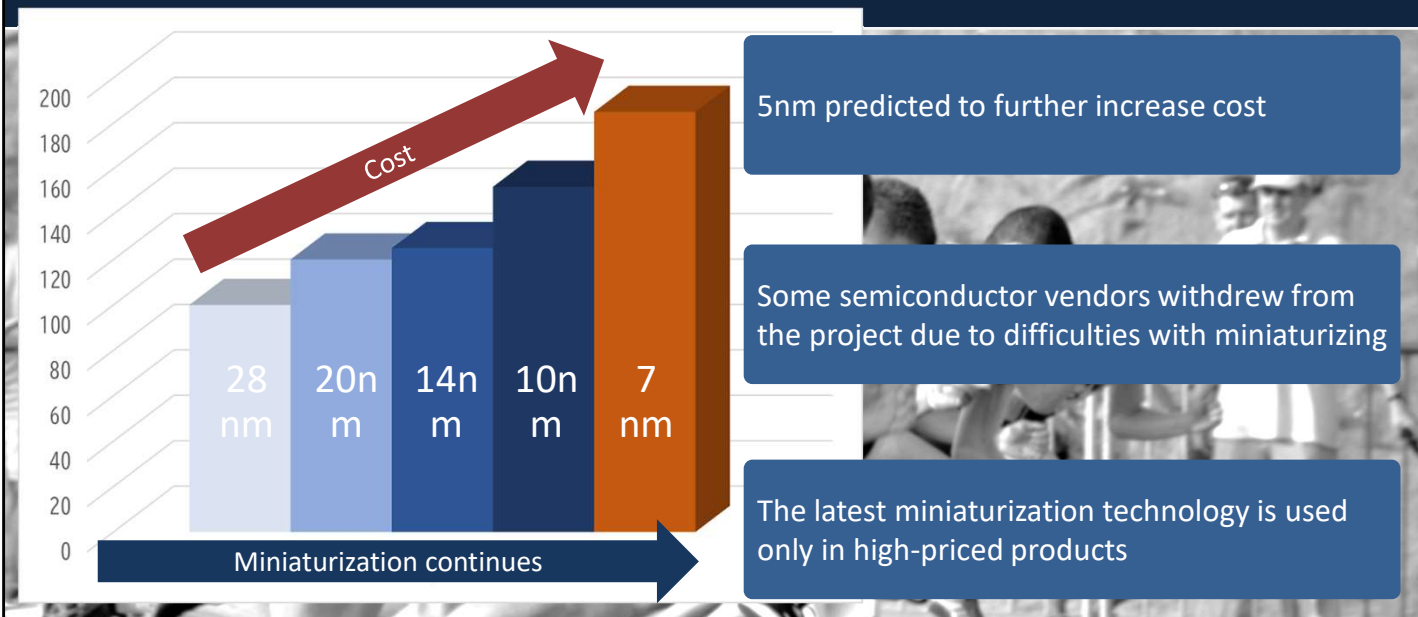 200
180
160
140
120
100
80
60
40
20
0
Cost
28
nm
20n
m
14n
m
10n
m
7
nm
Miniaturization continues
5nm predicted to further increase cost
Some semiconductor vendors withdrew from
the project due to difficulties with miniaturizing
The latest miniaturization technology is used
only in high-priced products